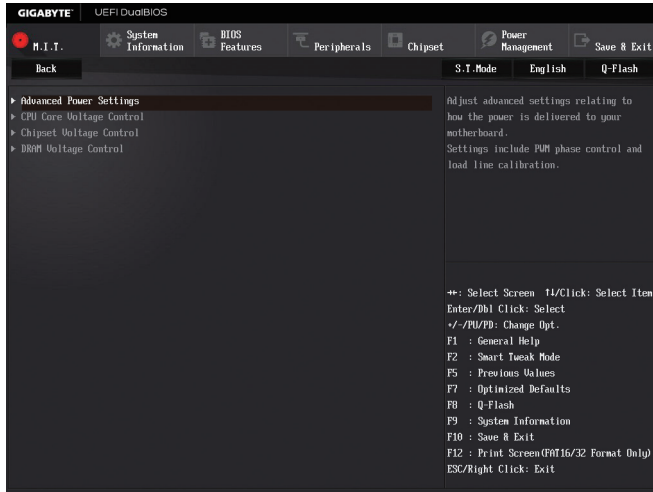 GIGABYTE™ UEFI DualBIOS
M.I.T.
System
Information
BIOS
Features
Peripherals
Chipset
Power
Management
Save & Exit
Back
S.T.Mode English Q-Flash
Advanced Power Settings
CPU Core Voltage Control
Chipset Voltage Control
DRAM Voltage Control
Adjust advanced settings relating to
how the power is delivered to your
motherboard.
Settings include PWM phase control and
load line calibration.
→←: Select Screen ↑↓/Click: Select Item
Enter/Dbl Click: Select
+/-/PU/PD: Change Opt.
F1 : General Help
F2 : Smart Tweak Mode
F5 : Previous Values
F7 : Optimized Defaults
F8 : Q-Flash
F9 : System Information
F10 : Save & Exit
F12 : Print Screen(FAT16/32 Format Only)
ESC/Right Click: Exit